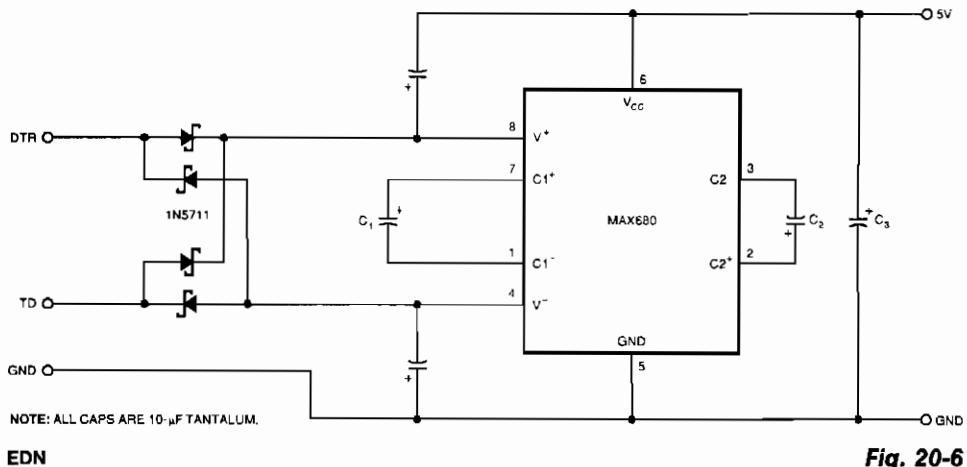 5V
+
6
V_CC
DTR
8
V⁺
7
C1⁺
+
C₁
1
C1⁻
1N5711
MAX680
3
C2
C₂
+
2
C2⁺
+
C₃
TD
4
V⁻
GND
5
+
GND
NOTE: ALL CAPS ARE 10-µF TANTALUM.
GND
EDN
Fig. 20-6